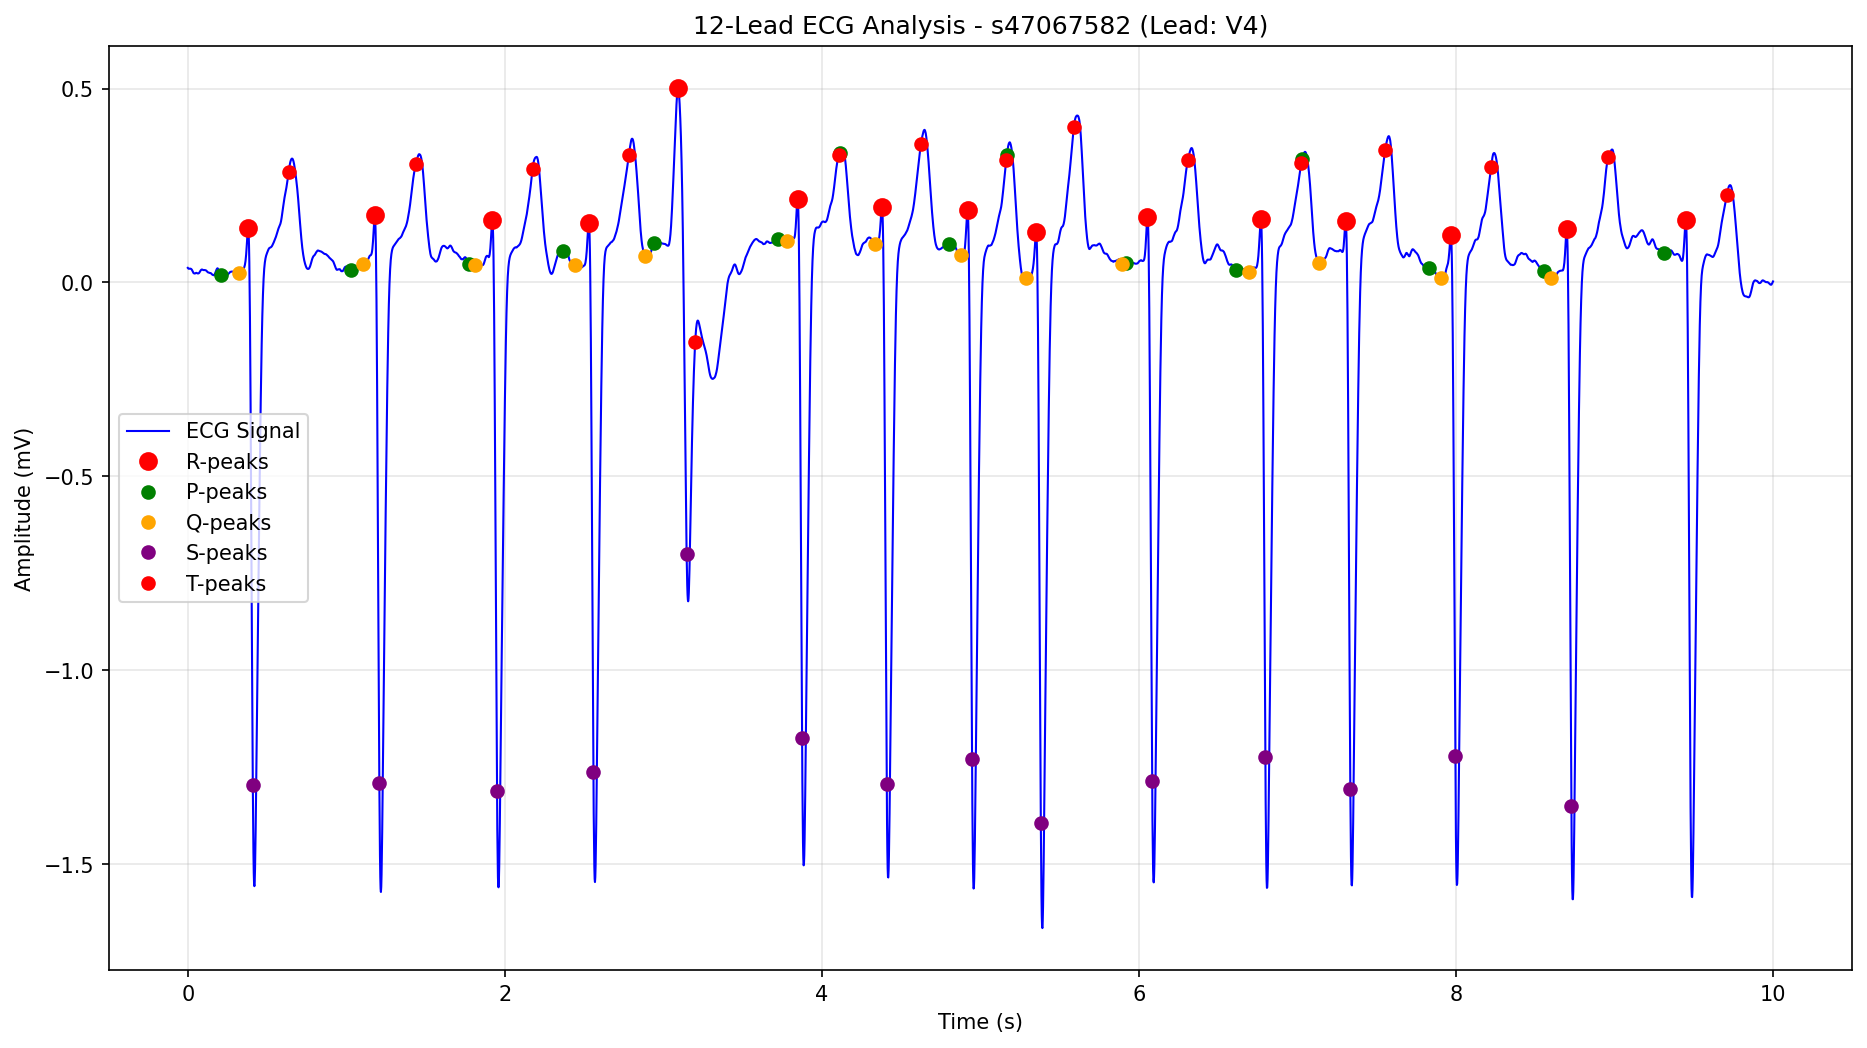 12-Lead ECG Analysis - s47067582 (Lead: V4)
Amplitude (mV)
0.5
0.0
−0.5
−1.0
−1.5
ECG Signal
R-peaks
P-peaks
Q-peaks
S-peaks
T-peaks
0 2 4 6 8 10
Time (s)